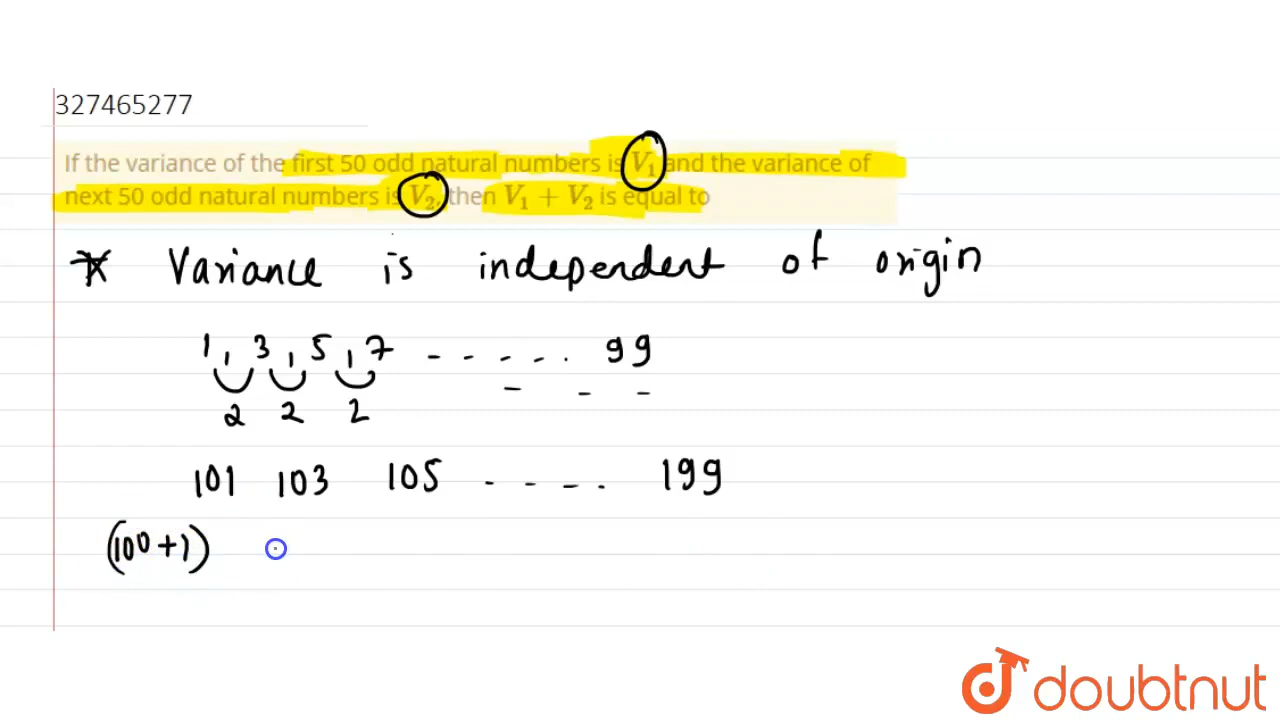 327465277
If the variance of the first 50 odd natural numbers is V₁ and the variance of
next 50 odd natural numbers is V₂, then V₁ + V₂ is equal to
* Variance is independent of origin
1, 3, 5, 7 - - - - - . 99
2 2 2 - - -
101 103 105 - - - - . 199
(100+1)
doubtnut